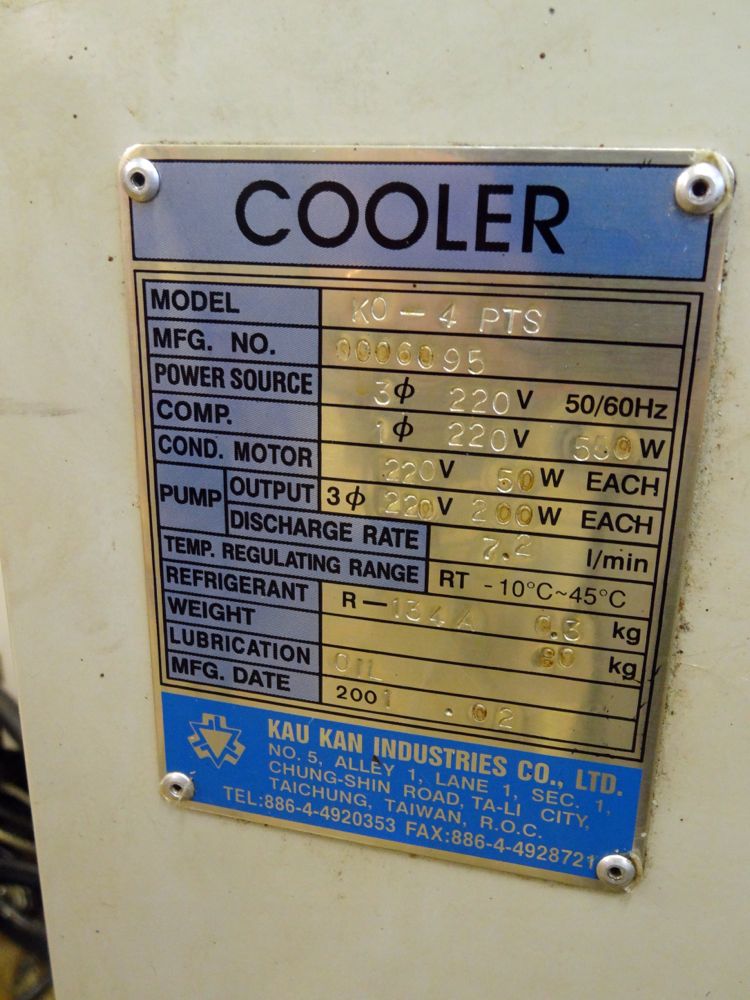 COOLER
MODEL KO-4 PTS
MFG. NO. 0006095
POWER SOURCE 3φ 220V 50/60Hz
COMP. 1φ 220V 550W
COND. MOTOR 220V 50W EACH
PUMP OUTPUT 3φ 220V 200W EACH
DISCHARGE RATE 7.2 l/min
TEMP. REGULATING RANGE RT -10°C~45°C
REFRIGERANT R-134A 0.3 kg
WEIGHT 80 kg
LUBRICATION OIL
MFG. DATE 2001.02
KAU KAN INDUSTRIES CO., LTD.
NO. 5, ALLEY 1, LANE 1, SEC. 1,
CHUNG-SHIN ROAD, TA-LI CITY,
TAICHUNG, TAIWAN, R.O.C.
TEL:886-4-4920353 FAX:886-4-4928721